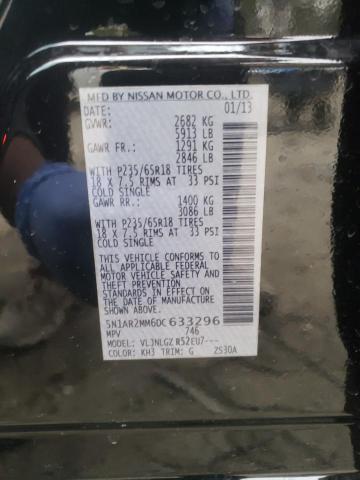 MFD BY NISSAN MOTOR CO., LTD.
DATE: 01/13
GVWR: 2682 KG
5913 LB
GAWR FR: 1291 KG
2846 LB
WITH P235/65R18 TIRES
18 X 7.5 RIMS AT 33 PSI
COLD SINGLE
GAWR RR: 1400 KG
3086 LB
WITH P235/65R18 TIRES
18 X 7.5 RIMS AT 33 PSI
COLD SINGLE
THIS VEHICLE CONFORMS TO
ALL APPLICABLE FEDERAL
MOTOR VEHICLE SAFETY
STANDARDS IN EFFECT ON
THE DATE OF MANUFACTURE
SHOWN ABOVE.
5N1AR2MM6DC633296
MPV 746
MODEL: VLJNLGZ R52EU7---
COLOR: KH3 TRIM: G ZS30A